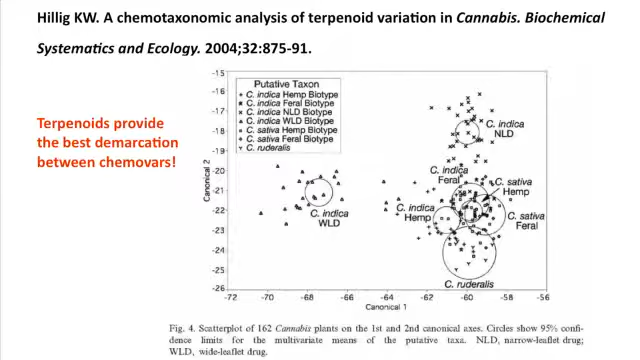 Hillig KW. A chemotaxonomic analysis of terpenoid variation in Cannabis. Biochemical
Systematics and Ecology. 2004;32:875-91.
Terpenoids provide
the best demarcation
between chemovars!
Putative Taxon
C. indica Hemp Biotype
C. indica Feral Biotype
C. indica NLD Biotype
C. indica WLD Biotype
C. sativa Hemp Biotype
C. sativa Feral Biotype
C. ruderalis
C. indica
NLD
C. indica
Feral
C. sativa
Hemp
C. indica
Hemp
C. sativa
Feral
C. indica
WLD
C. ruderalis
Canonical 2
-15
-16
-17
-18
-19
-20
-21
-22
-23
-24
-25
-26
-72
-70
-68
-66
-64
-62
-60
-58
-56
Canonical 1
Fig. 4. Scatterplot of 162 Cannabis plants on the 1st and 2nd canonical axes. Circles show 95% confi-
dence limits for the multivariate means of the putative taxa. NLD, narrow-leaflet drug;
WLD, wide-leaflet drug.